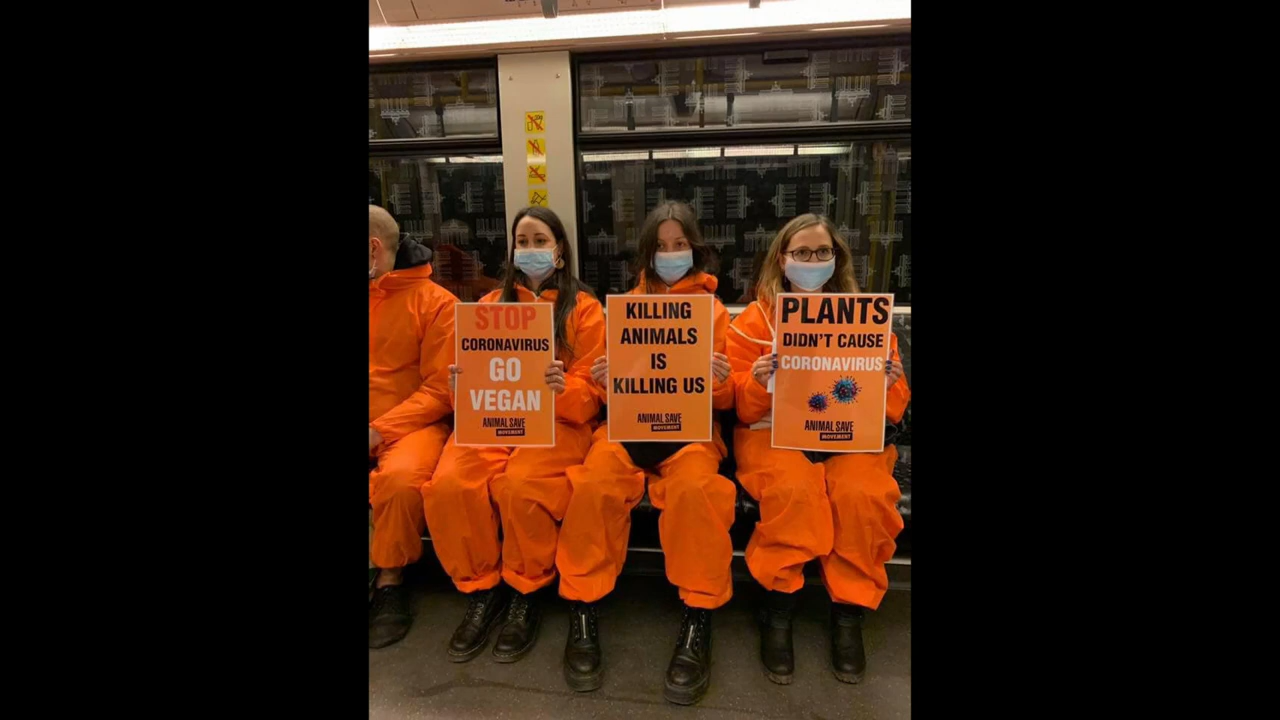 STOP
CORONAVIRUS
GO
VEGAN
ANIMAL SAVE
MOVEMENT
KILLING
ANIMALS
IS
KILLING US
ANIMAL SAVE
MOVEMENT
PLANTS
DIDN'T CAUSE
CORONAVIRUS
ANIMAL SAVE
MOVEMENT